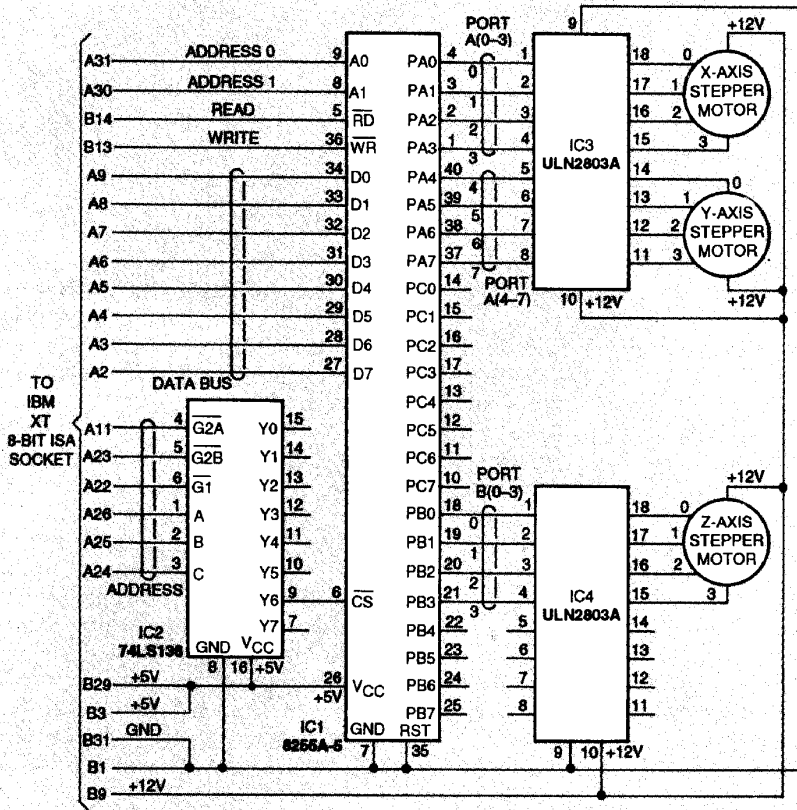 9 PORT A(0–3) +12V
A31 ADDRESS 0 9 A0 PA0 4 0 1 18 0
A30 ADDRESS 1 8 A1 PA1 3 1 2 17 1
B14 READ 5 RD PA2 2 2 3 16 2
B13 WRITE 36 WR PA3 1 3 4 15 3
X-AXIS
STEPPER
MOTOR
IC3
ULN2803A
A9 34 D0 PA4 40 4 5 14 0
A8 33 D1 PA5 39 5 6 13 1
A7 32 D2 PA6 38 6 7 12 2
A6 31 D3 PA7 37 7 8 11 3
Y-AXIS
STEPPER
MOTOR
PORT
A(4–7)
10 +12V
+12V
A5 30 D4 PC0 14
A4 29 D5 PC1 15
A3 28 D6 PC2 16
A2 27 D7 PC3 17
DATA BUS
PC4 13
PC5 12
PC6 11
PC7 10
TO
IBM
XT
8-BIT ISA
SOCKET
A11 4 G2A Y0 15
A23 5 G2B Y1 14
A22 6 G1 Y2 13
A26 1 A Y3 12
A25 2 B Y4 11
A24 3 C Y5 10
ADDRESS
Y6 9 6 CS
Y7 7
GND VCC
8 16 +5V
IC2
74LS138
PORT
B(0–3)
+12V
PB0 18 0 1 18 0
PB1 19 1 2 17 1
PB2 20 2 3 16 2
PB3 21 3 4 15 3
Z-AXIS
STEPPER
MOTOR
IC4
ULN2803A
PB4 22 5 14
PB5 23 6 13
PB6 24 7 12
PB7 25 8 11
9 10 +12V
B29 +5V 26 +5V VCC
B3 +5V
B31 GND
B1
B9 +12V
IC1
8255A-5
GND RST
7 35